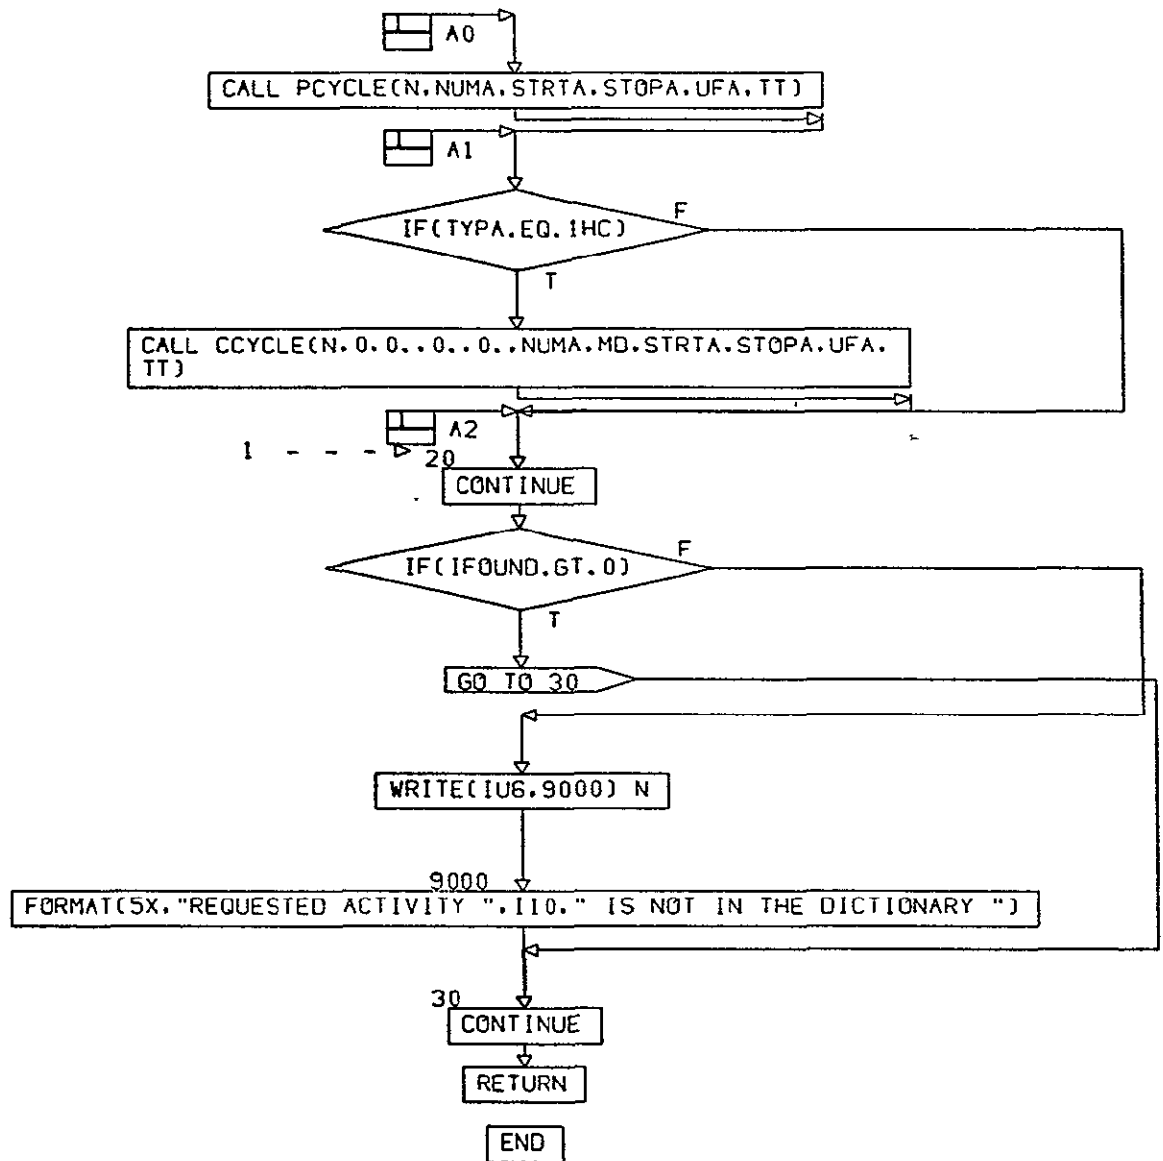 A0
CALL PCYCLE(N.NUMA.STRTA.STOPA.UFA.TT)
A1
F
IF(TYPA.EQ.1HC)
T
CALL CCYCLE(N.0.0..0..0..NUMA.MD.STRTA.STOPA.UFA.
TT)
A2
1 - - - 20
CONTINUE
F
IF(IFOUND.GT.0)
T
GO TO 30
WRITE(IU6.9000) N
9000
FORMAT(5X."REQUESTED ACTIVITY ".I10." IS NOT IN THE DICTIONARY ")
30
CONTINUE
RETURN
END